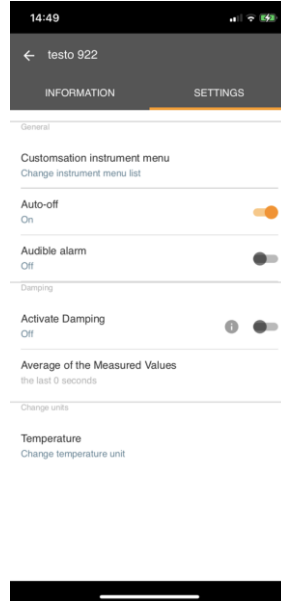 14:49
testo 922
INFORMATION SETTINGS
General
Customsation instrument menu
Change instrument menu list
Auto-off
On
Audible alarm
Off
Damping
Activate Damping
Off
Average of the Measured Values
the last 0 seconds
Change units
Temperature
Change temperature unit